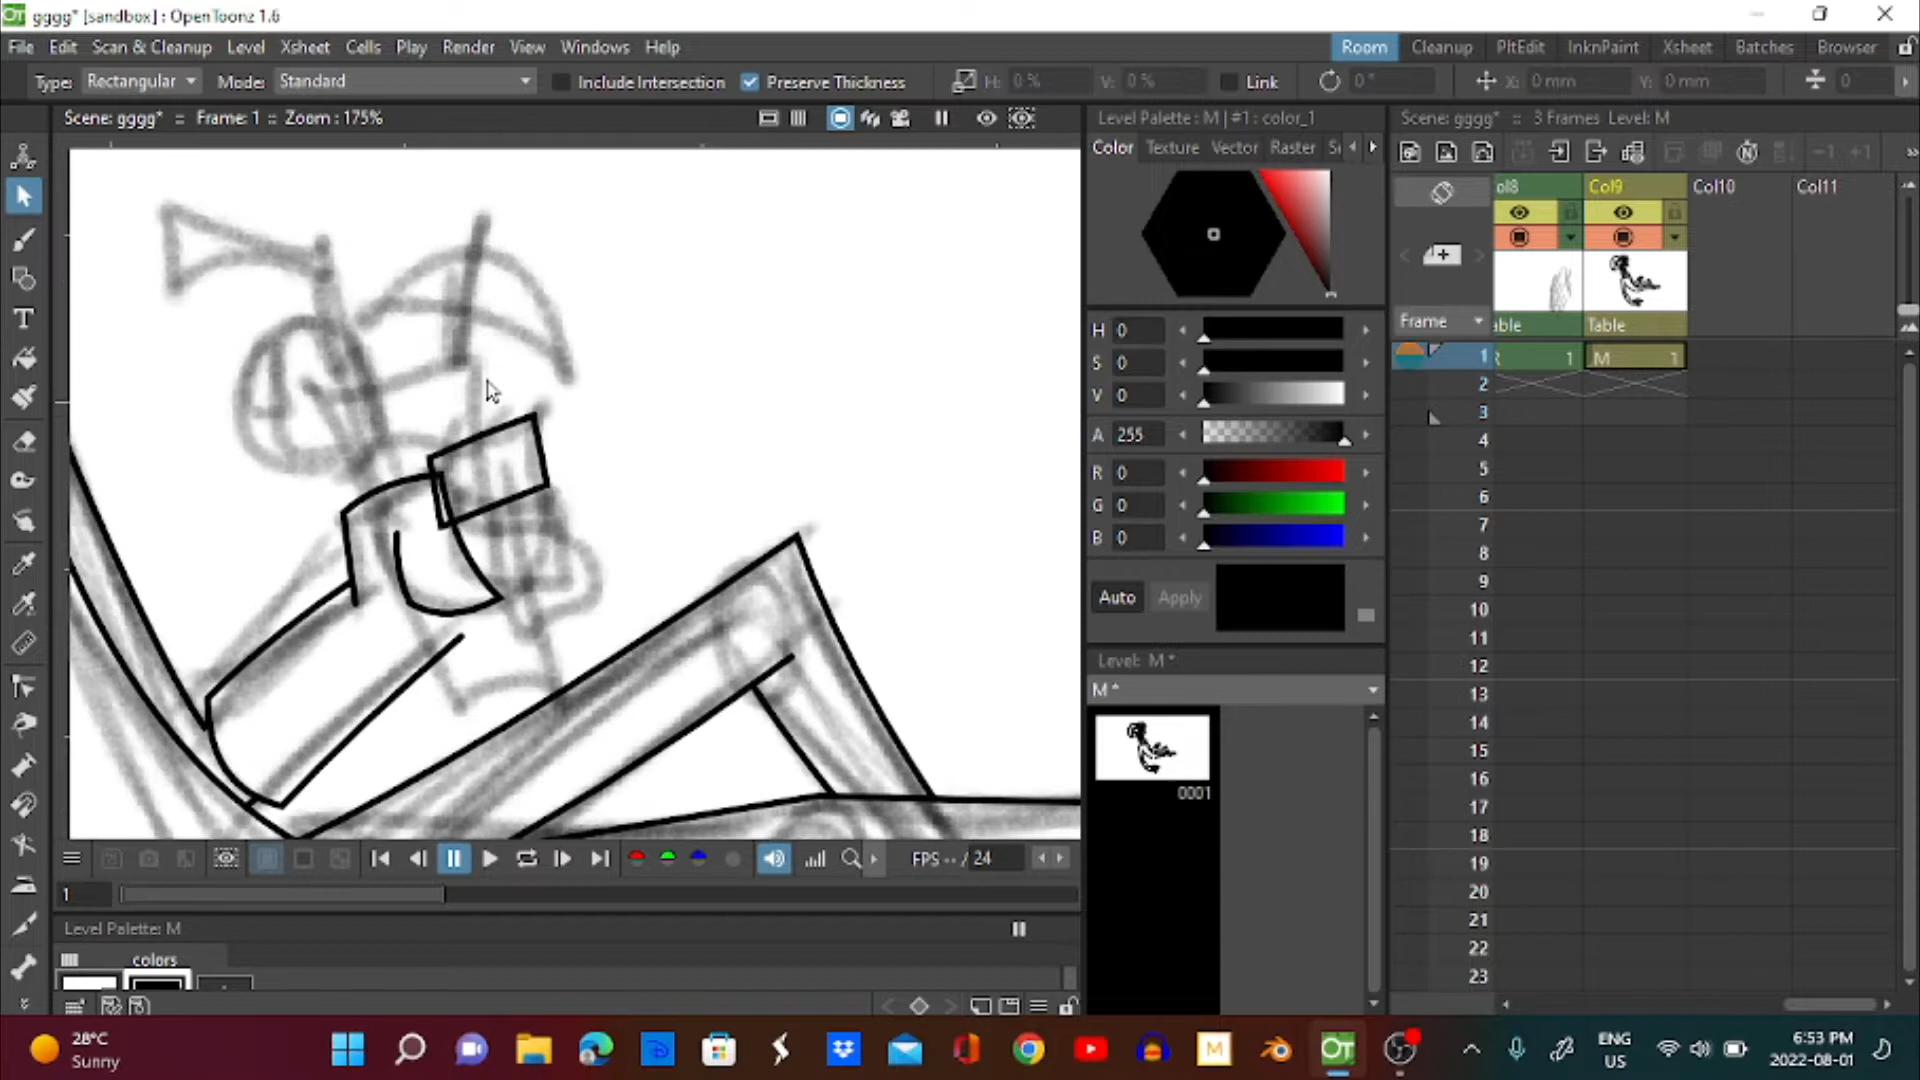 gggg* [sandbox] : OpenToonz 1.6
File Edit Scan & Cleanup Level Xsheet Cells Play Render View Windows Help
Room Cleanup PltEdit InknPaint Xsheet Batches Browser
Type: Rectangular Mode: Standard Include Intersection Preserve Thickness H: 0 % V: 0 % Link 0 ° X: 0 mm Y: 0 mm 0
Scene: gggg* :: Frame: 1 :: Zoom : 175%
Level Palette : M | #1 : color_1
Scene: gggg* :: 3 Frames Level: M
Color Texture Vector Raster
-1 +1
ol8 Col9 Col10 Col11
Frame
able Table
1 M 1
1
2
3
4
5
6
7
8
9
10
11
12
13
14
15
16
17
18
19
20
21
22
23
H 0
S 0
V 0
A 255
R 0
G 0
B 0
Auto Apply
Level: M *
M *
0001
FPS -- / 24
1
Level Palette: M
colors
28°C
Sunny
ENG
US
6:53 PM
2022-08-01